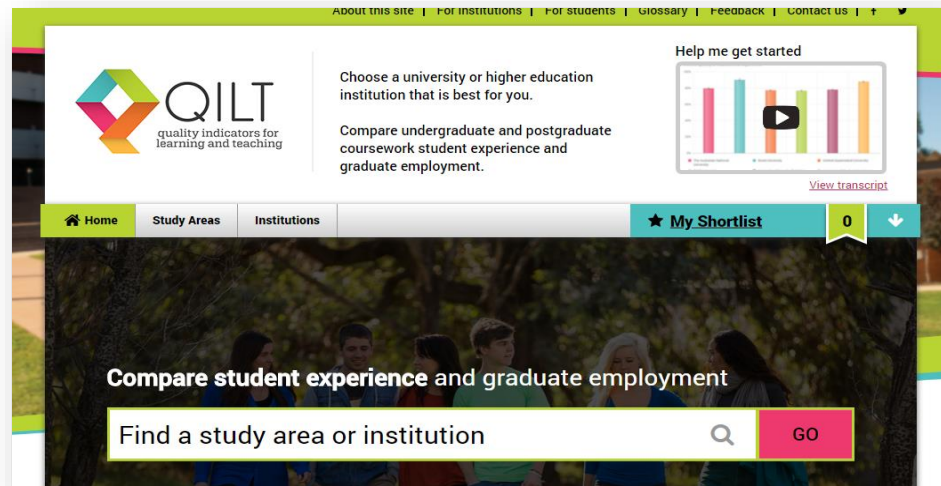 About this site | For institutions | For students | Glossary | Feedback | Contact us |
Help me get started
QILT
quality indicators for
learning and teaching
Choose a university or higher education
institution that is best for you.
Compare undergraduate and postgraduate
coursework student experience and
graduate employment.
View transcript
Home Study Areas Institutions My Shortlist 0
Compare student experience and graduate employment
Find a study area or institution GO